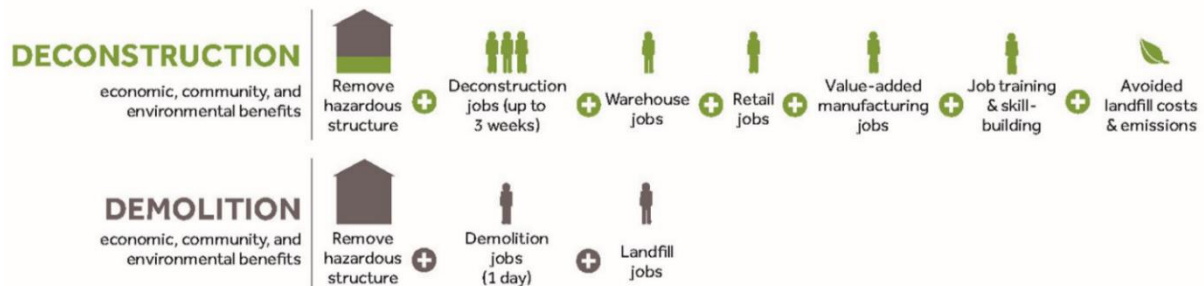 DECONSTRUCTION
economic, community, and
environmental benefits
Remove
hazardous
structure
Deconstruction
jobs (up to
3 weeks)
Warehouse
jobs
Retail
jobs
Value-added
manufacturing
jobs
Job training
& skill-
building
Avoided
landfill costs
& emissions
DEMOLITION
economic, community, and
environmental benefits
Remove
hazardous
structure
Demolition
jobs
(1 day)
Landfill
jobs